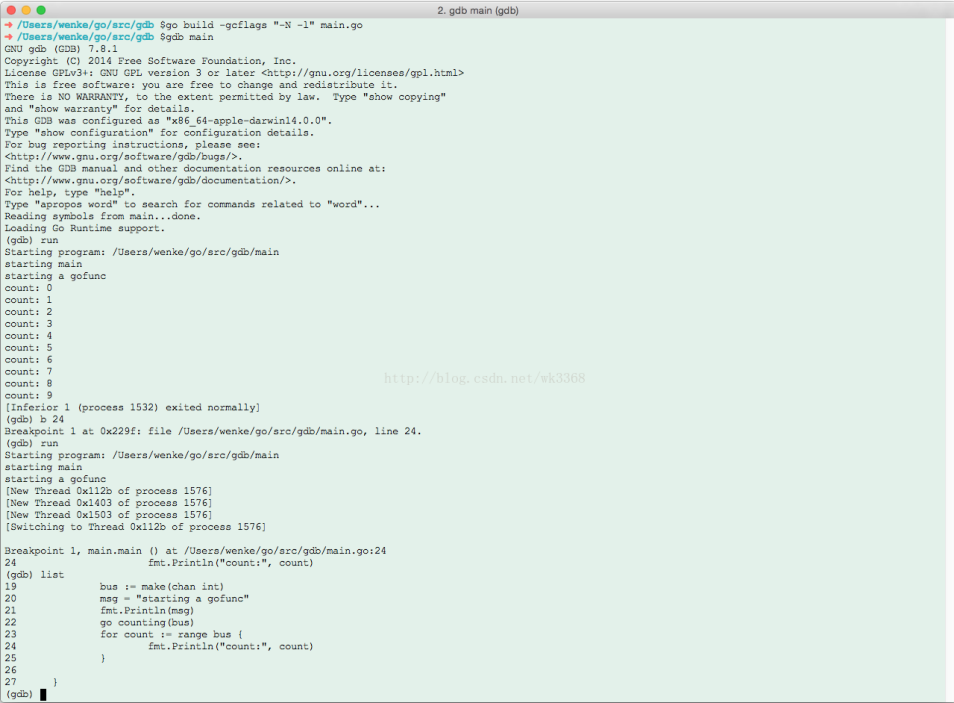 2. gdb main (gdb)
→ /Users/wenke/go/src/gdb $go build -gcflags "-N -l" main.go
→ /Users/wenke/go/src/gdb $gdb main
GNU gdb (GDB) 7.8.1
Copyright (C) 2014 Free Software Foundation, Inc.
License GPLv3+: GNU GPL version 3 or later <http://gnu.org/licenses/gpl.html>
This is free software: you are free to change and redistribute it.
There is NO WARRANTY, to the extent permitted by law.  Type "show copying"
and "show warranty" for details.
This GDB was configured as "x86_64-apple-darwin14.0.0".
Type "show configuration" for configuration details.
For bug reporting instructions, please see:
<http://www.gnu.org/software/gdb/bugs/>.
Find the GDB manual and other documentation resources online at:
<http://www.gnu.org/software/gdb/documentation/>.
For help, type "help".
Type "apropos word" to search for commands related to "word"...
Reading symbols from main...done.
Loading Go Runtime support.
(gdb) run
Starting program: /Users/wenke/go/src/gdb/main
starting main
starting a gofunc
count: 0
count: 1
count: 2
count: 3
count: 4
count: 5
count: 6
count: 7
http://blog.csdn.net/wk3368
count: 8
count: 9
[Inferior 1 (process 1532) exited normally]
(gdb) b 24
Breakpoint 1 at 0x229f: file /Users/wenke/go/src/gdb/main.go, line 24.
(gdb) run
Starting program: /Users/wenke/go/src/gdb/main
starting main
starting a gofunc
[New Thread 0x112b of process 1576]
[New Thread 0x1403 of process 1576]
[New Thread 0x1503 of process 1576]
[Switching to Thread 0x112b of process 1576]
Breakpoint 1, main.main () at /Users/wenke/go/src/gdb/main.go:24
24 fmt.Println("count:", count)
(gdb) list
19 bus := make(chan int)
20 msg = "starting a gofunc"
21 fmt.Println(msg)
22 go counting(bus)
23 for count := range bus {
24 fmt.Println("count:", count)
25 }
26
27 }
(gdb)